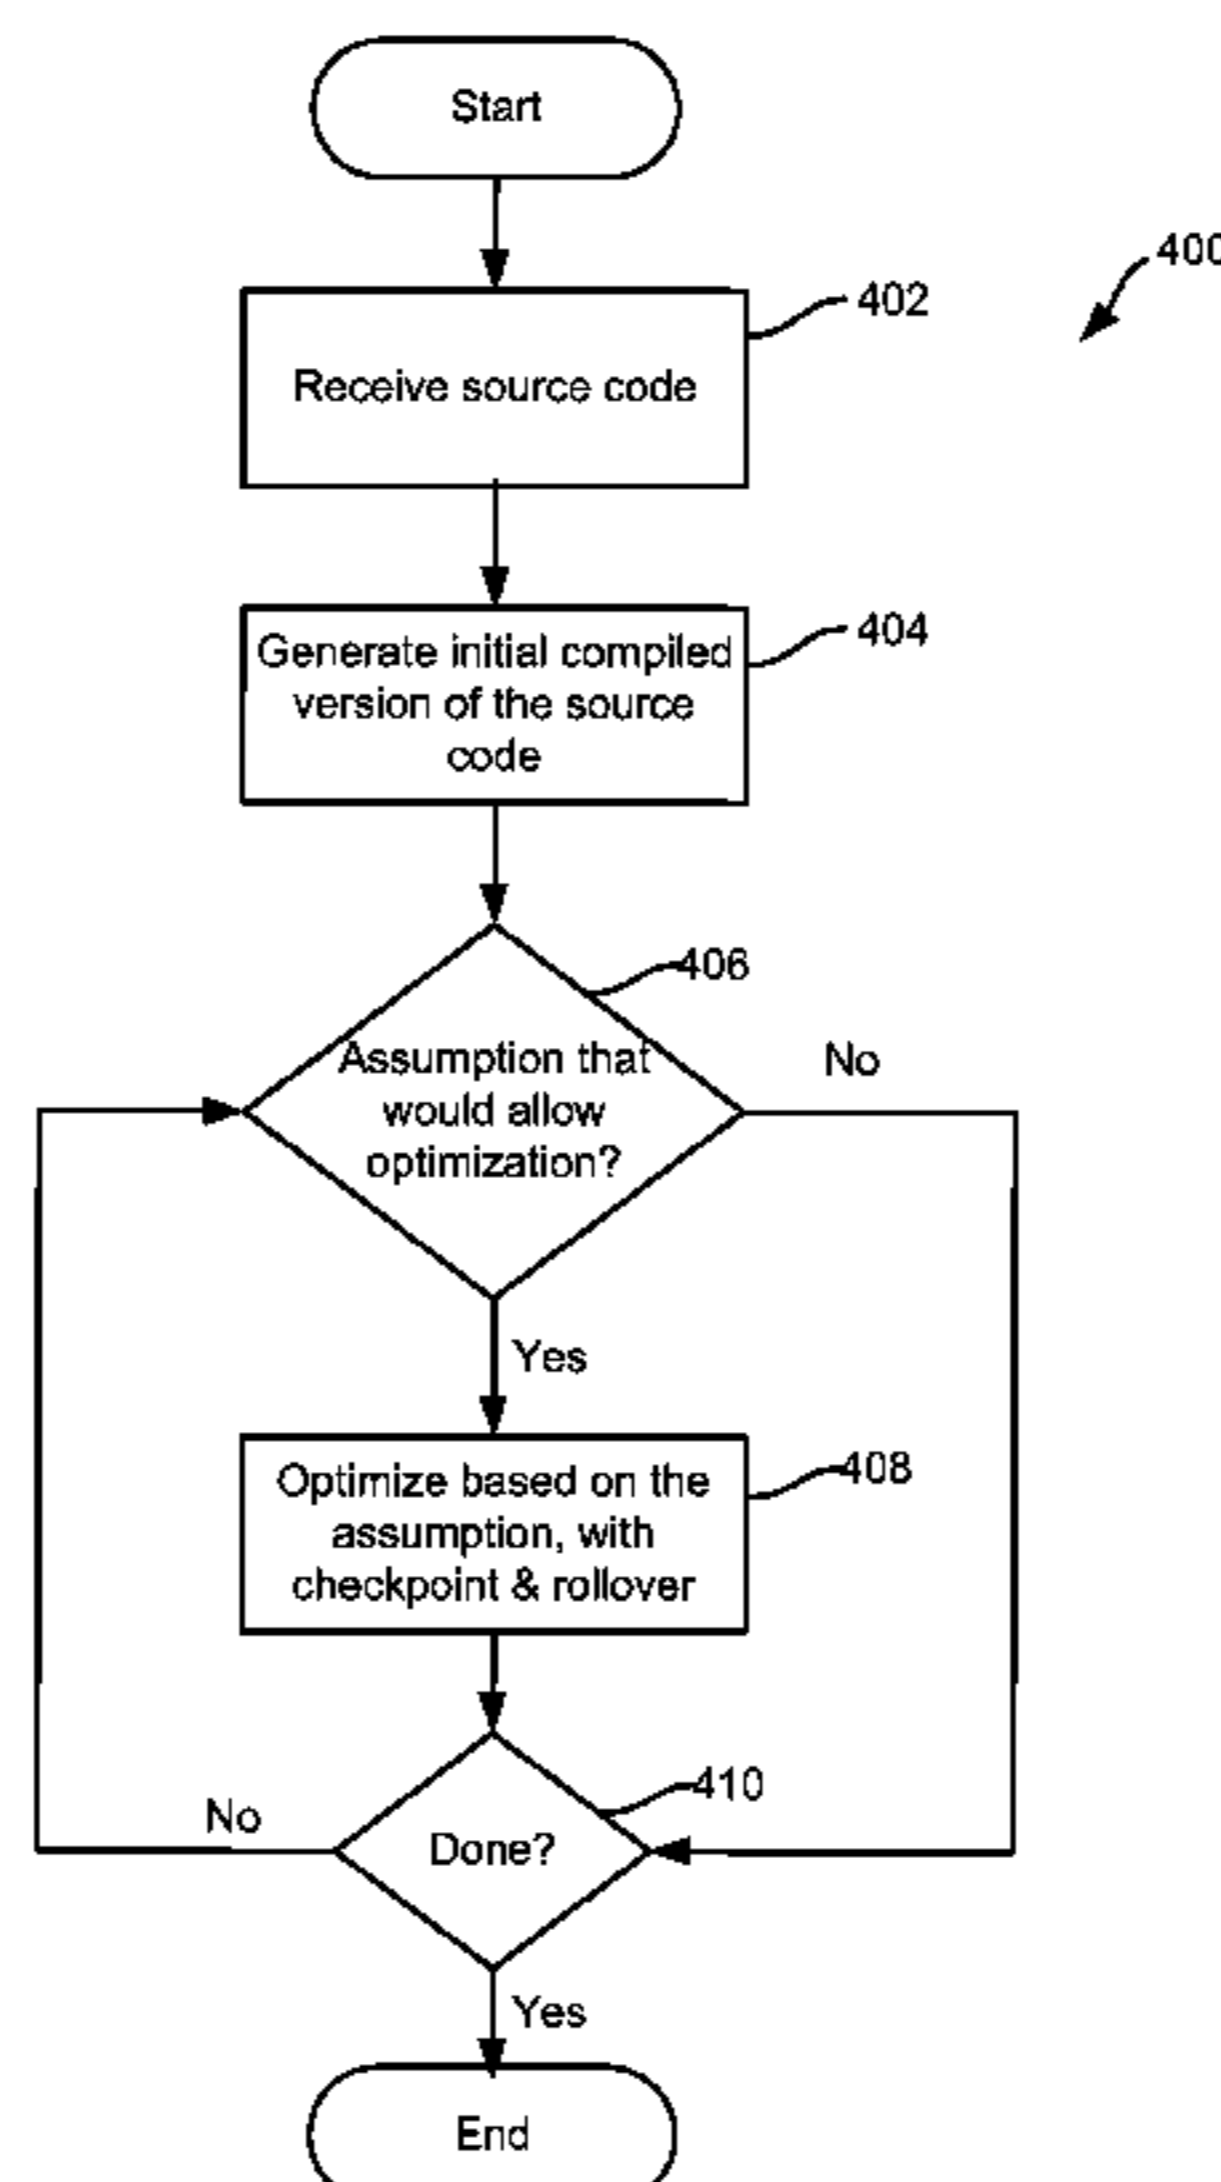 Start
400
402
Receive source code
404
Generate initial compiled
version of the source
code
406
Assumption that
would allow
optimization?
No
Yes
408
Optimize based on the
assumption, with
checkpoint & rollover
410
No
Done?
Yes
End